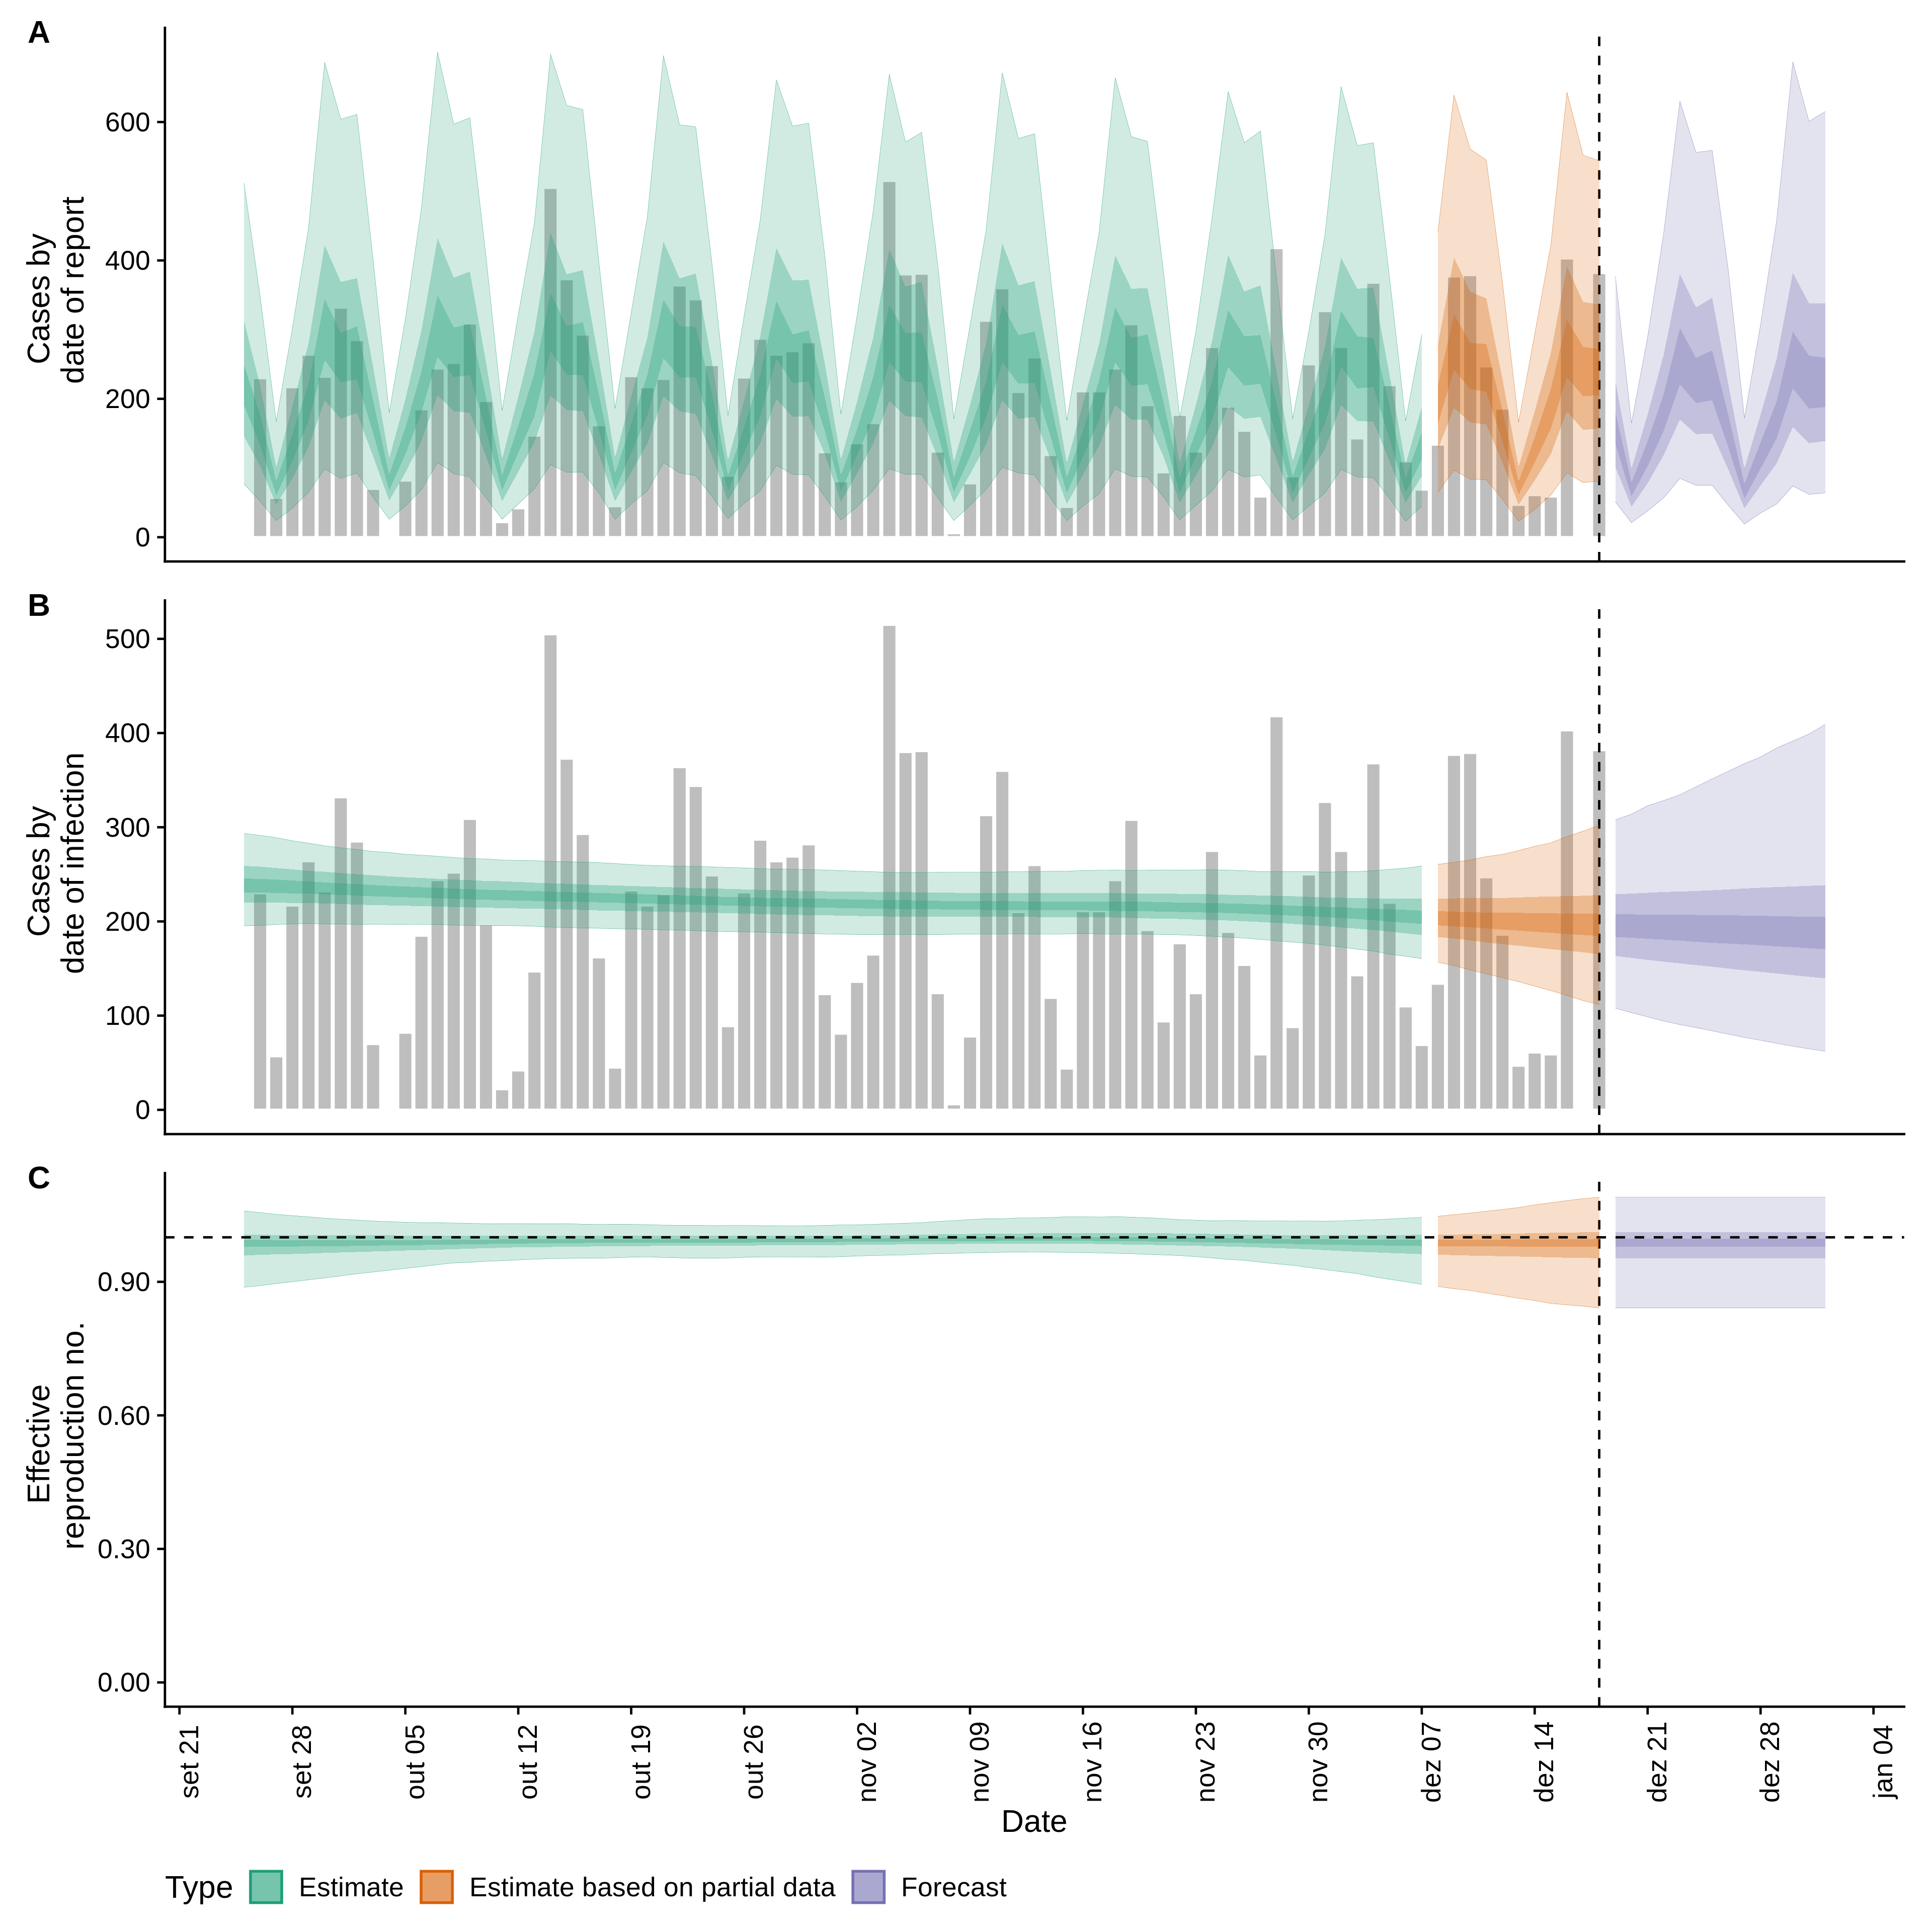 A
Cases by
date of report
600
400
200
0
B
Cases by
date of infection
500
400
300
200
100
0
C
Effective
reproduction no.
0.90
0.60
0.30
0.00
set 21
set 28
out 05
out 12
out 19
out 26
nov 02
nov 09
nov 16
nov 23
nov 30
dez 07
dez 14
dez 21
dez 28
jan 04
Date
Type
Estimate
Estimate based on partial data
Forecast